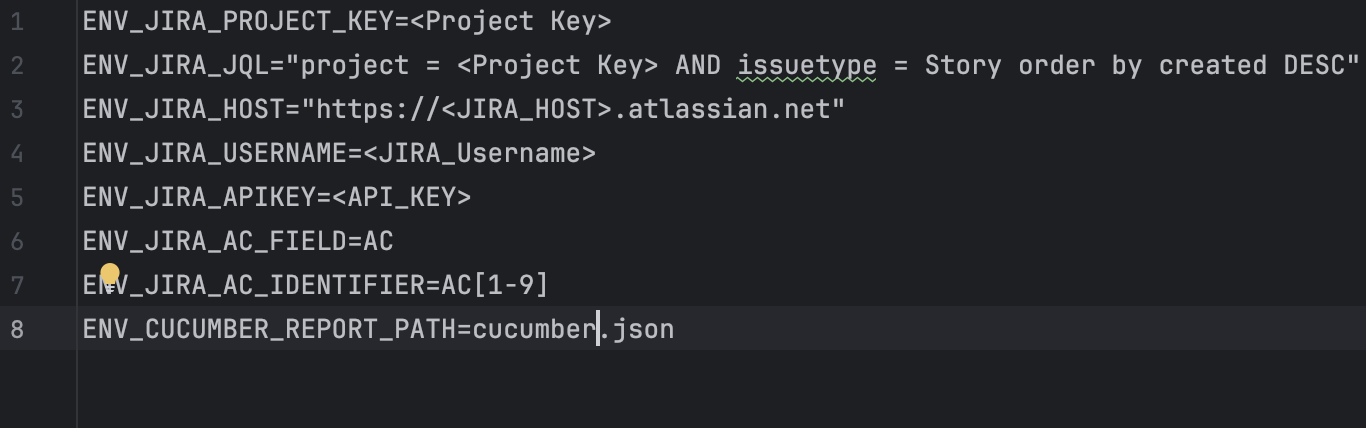 1 ENV_JIRA_PROJECT_KEY=<Project Key>
2 ENV_JIRA_JQL="project = <Project Key> AND issuetype = Story order by created DESC"
3 ENV_JIRA_HOST="https://<JIRA_HOST>.atlassian.net"
4 ENV_JIRA_USERNAME=<JIRA_Username>
5 ENV_JIRA_APIKEY=<API_KEY>
6 ENV_JIRA_AC_FIELD=AC
7 ENV_JIRA_AC_IDENTIFIER=AC[1-9]
8 ENV_CUCUMBER_REPORT_PATH=cucumber.json